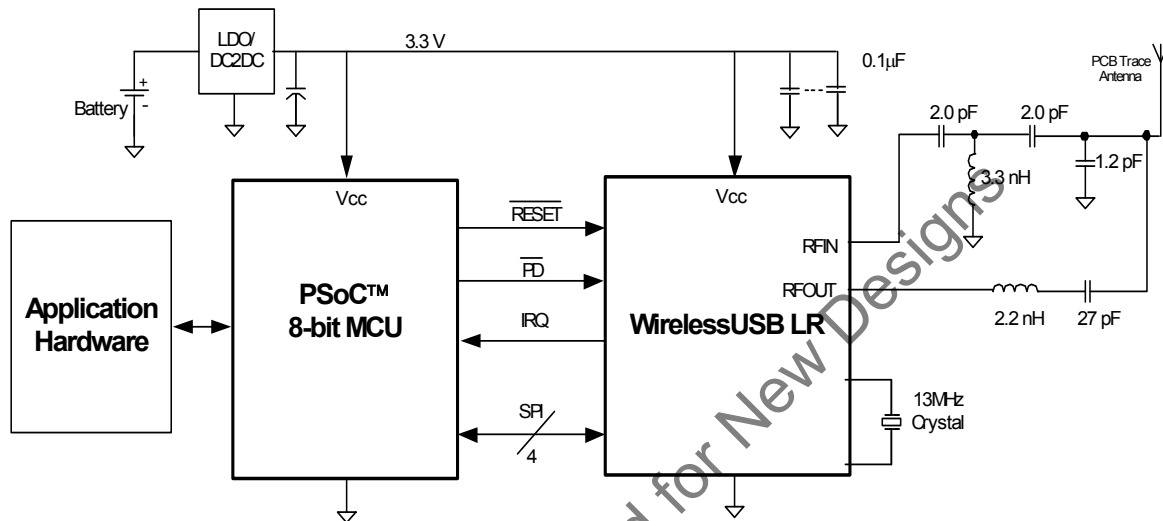 LDO/
DC2DC
3.3 V
0.1µF
PCB Trace
Antenna
Battery
+
-
2.0 pF
2.0 pF
1.2 pF
3.3 nH
Vcc
Vcc
RESET
RFIN
PD
RFOUT
Application
Hardware
PSoC™
8-bit MCU
IRQ
WirelessUSB LR
2.2 nH
27 pF
SPI
4
13MHz
Crystal
d for New Designs